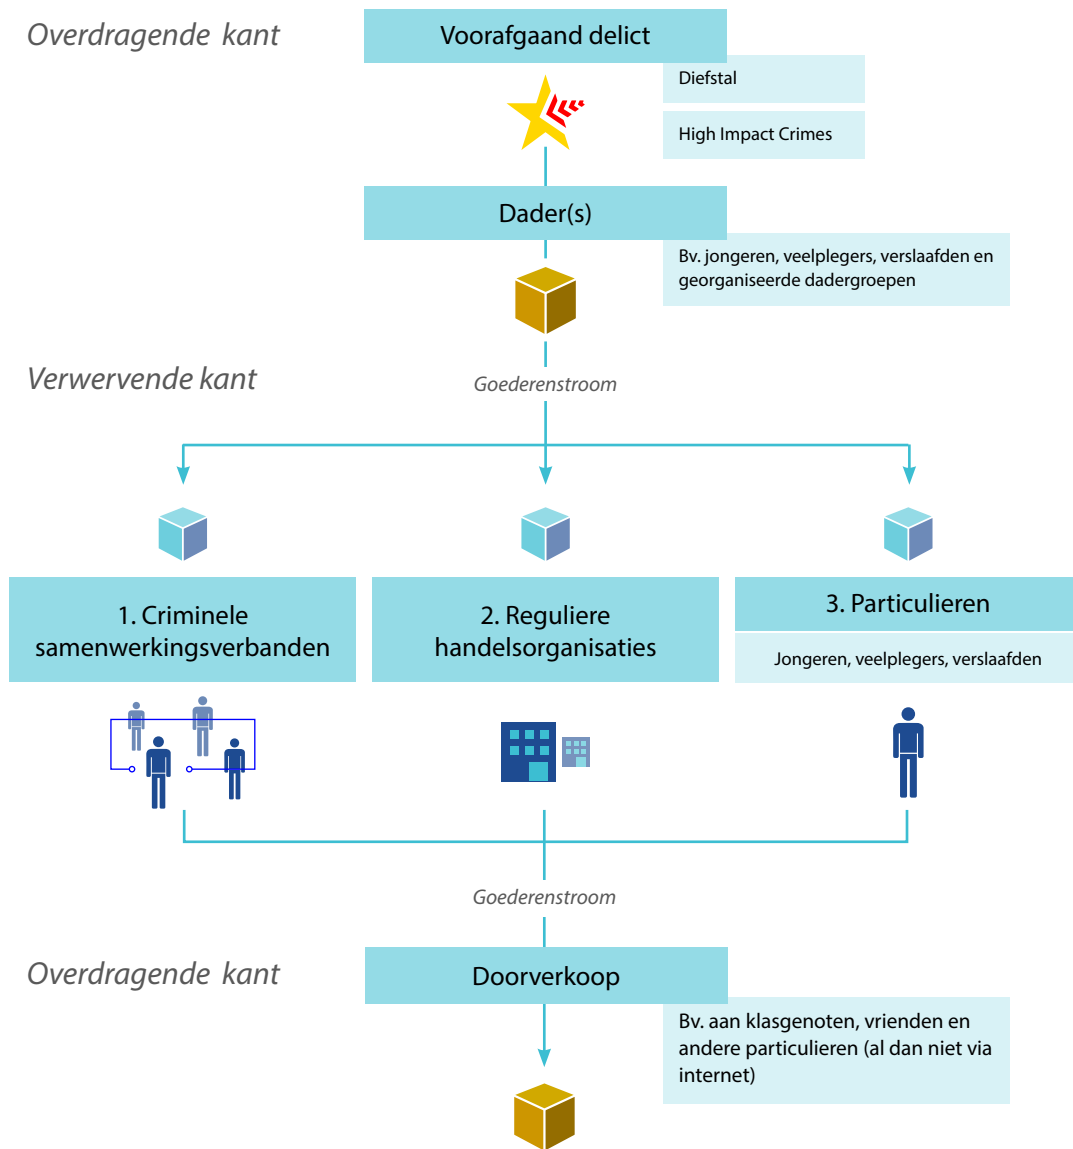 Overdragende kant
Voorafgaand delict
Diefstal
High Impact Crimes
Dader(s)
Bv. jongeren, veelplegers, verslaafden en
georganiseerde dadergroepen
Verwervende kant
Goederenstroom
1. Criminele
samenwerkingsverbanden
2. Reguliere
handelsorganisaties
3. Particulieren
Jongeren, veelplegers, verslaafden
Goederenstroom
Overdragende kant
Doorverkoop
Bv. aan klasgenoten, vrienden en
andere particulieren (al dan niet via
internet)